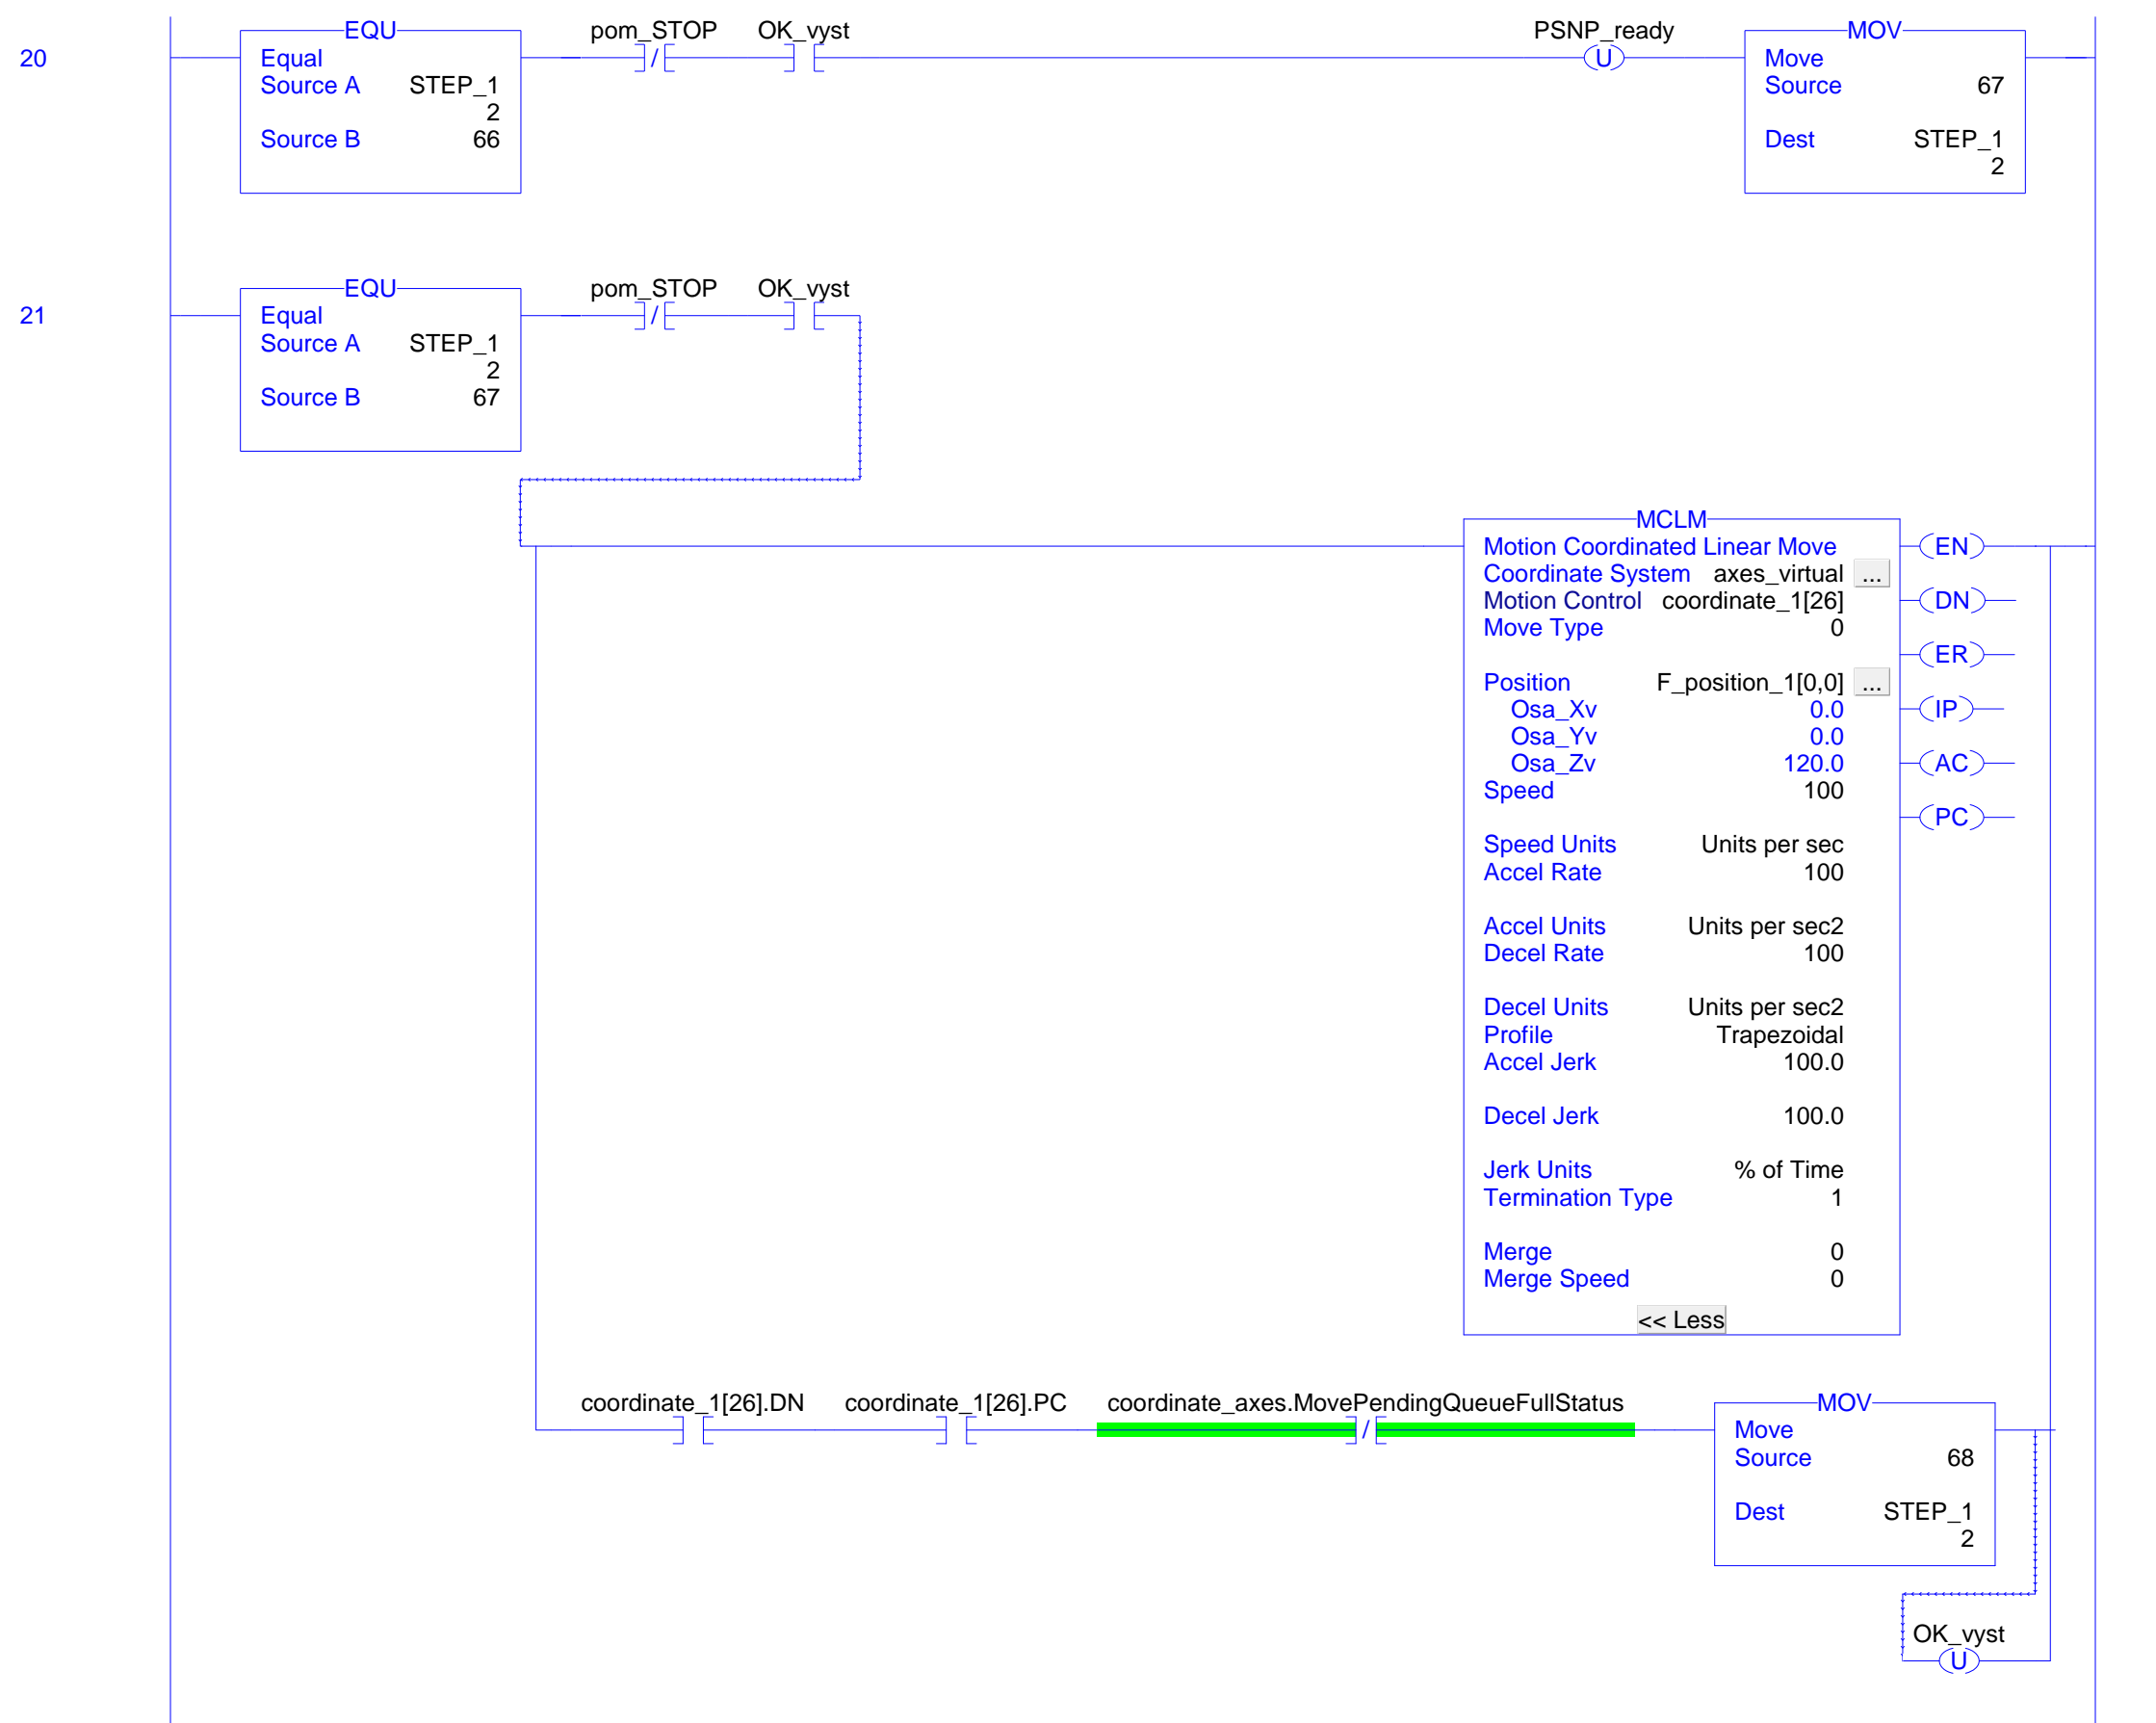 EQU
pom_STOP OK_vyst
PSNP_ready
MOV
20
Equal
]/[ ] [
(U)
Move
Source A STEP_1
Source 67
2
Source B 66
Dest STEP_1
2
EQU
pom_STOP OK_vyst
21
Equal
Source A STEP_1
2
Source B 67
MCLM
Motion Coordinated Linear Move
EN
Coordinate System axes_virtual ...
Motion Control coordinate_1[26]
DN
Move Type 0
ER
Position F_position_1[0,0] ...
Osa_Xv 0.0
IP
Osa_Yv 0.0
Osa_Zv 120.0
AC
Speed 100
PC
Speed Units Units per sec
Accel Rate 100
Accel Units Units per sec2
Decel Rate 100
Decel Units Units per sec2
Profile Trapezoidal
Accel Jerk 100.0
Decel Jerk 100.0
Jerk Units % of Time
Termination Type 1
Merge 0
Merge Speed 0
<< Less
coordinate_1[26].DN coordinate_1[26].PC coordinate_axes.MovePendingQueueFullStatus
MOV
Move
Source 68
Dest STEP_1
2
OK_vyst
U